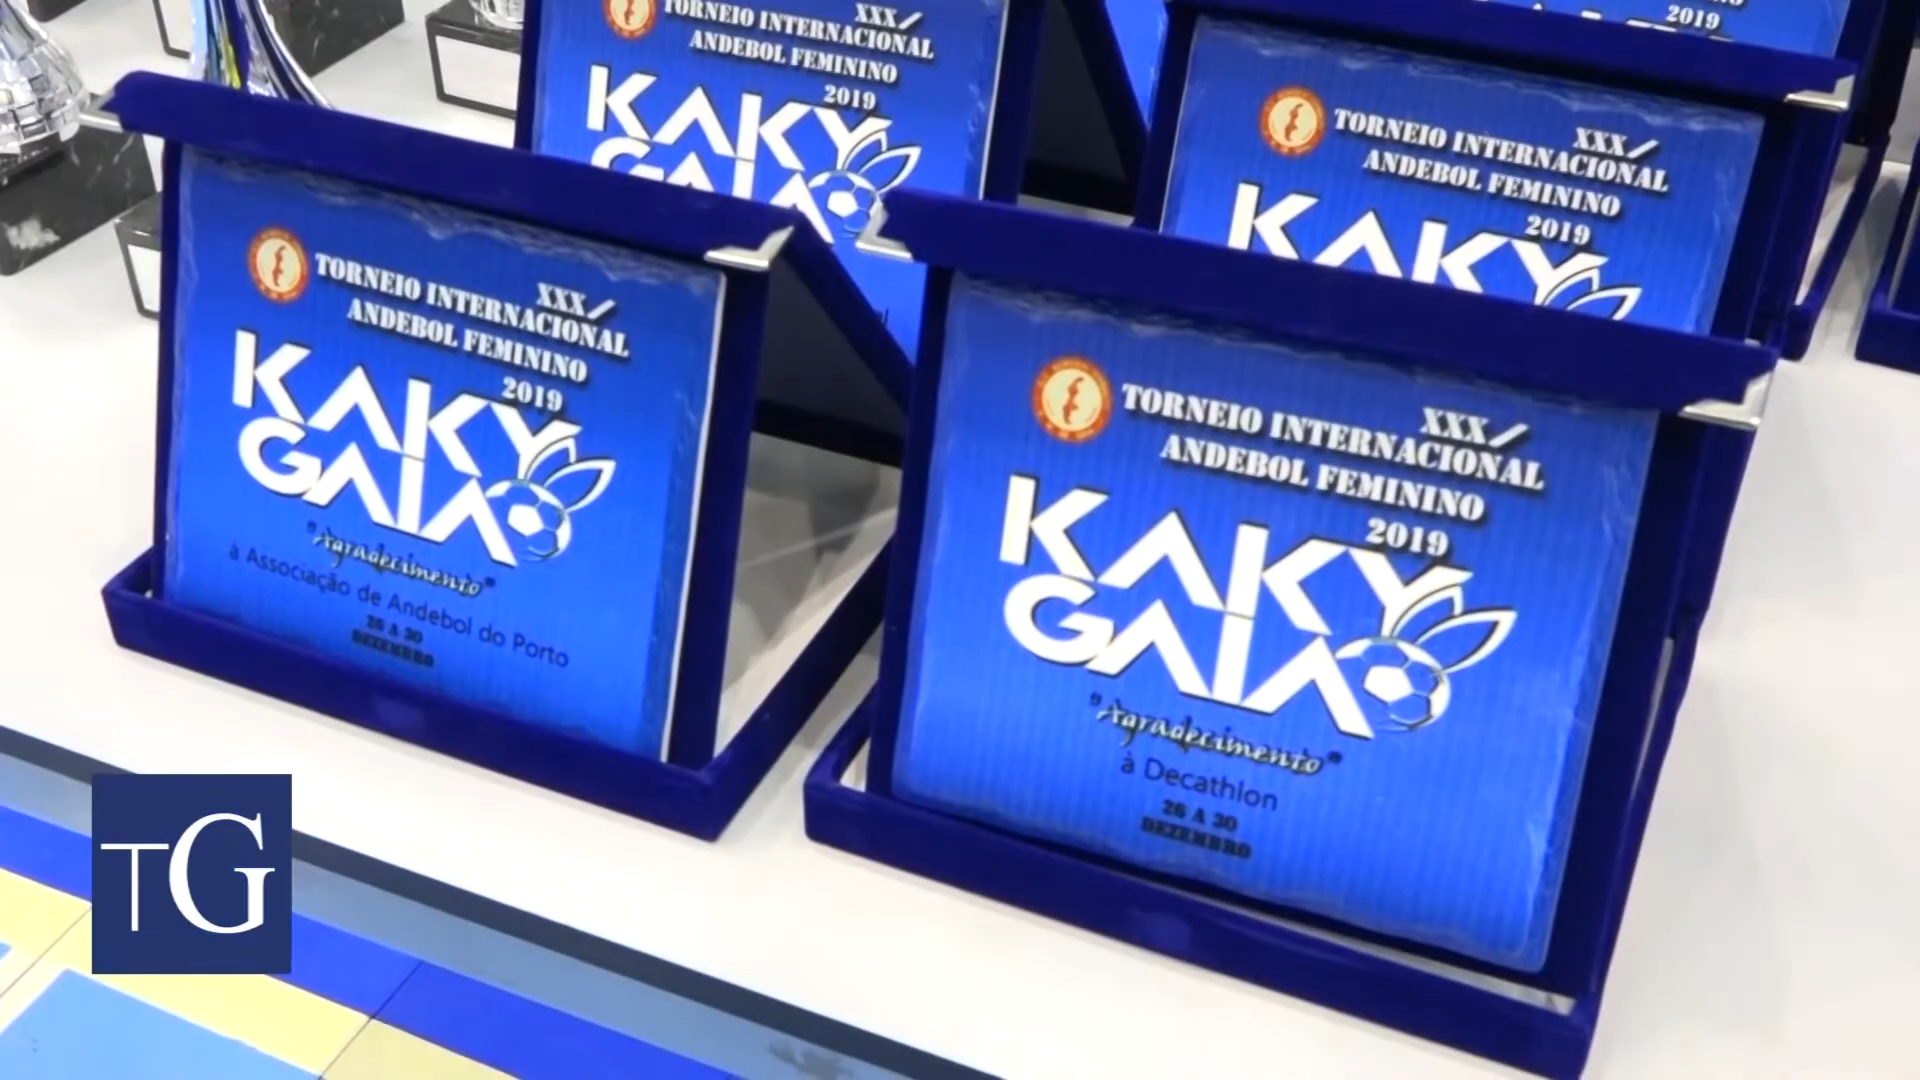 XXX/
TORNEIO INTERNACIONAL
ANDEBOL FEMININO
2019
KAKY
GAIA
2019
XXX/
TORNEIO INTERNACIONAL
ANDEBOL FEMININO
2019
KAKY
XXX/
TORNEIO INTERNACIONAL
ANDEBOL FEMININO
2019
KAKY
GAIA
"Agradecimento"
à Associação de Andebol do Porto
26 A 30
DEZEMBRO
XXX/
TORNEIO INTERNACIONAL
ANDEBOL FEMININO
2019
KAKY
GAIA
"Agradecimento"
à Decathlon
26 A 30
DEZEMBRO
TG